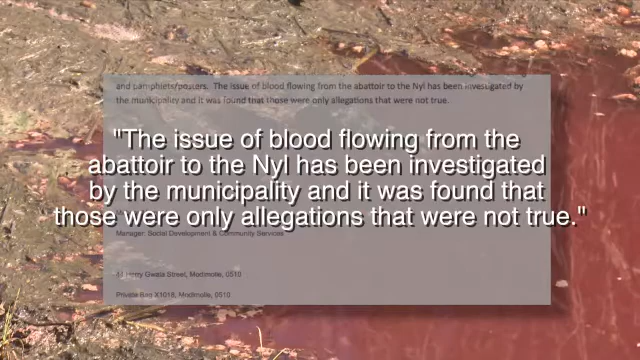 and pamphlets/posters. The issue of blood flowing from the abattoir to the Nyl has been investigated by
the municipality and it was found that those were only allegations that were not true.
"The issue of blood flowing from the
abattoir to the Nyl has been investigated
by the municipality and it was found that
those were only allegations that were not true."
Manager: Social Development & Community Services
44 Harry Gwala Street, Modimolle, 0510
Private Bag X1018, Modimolle, 0510